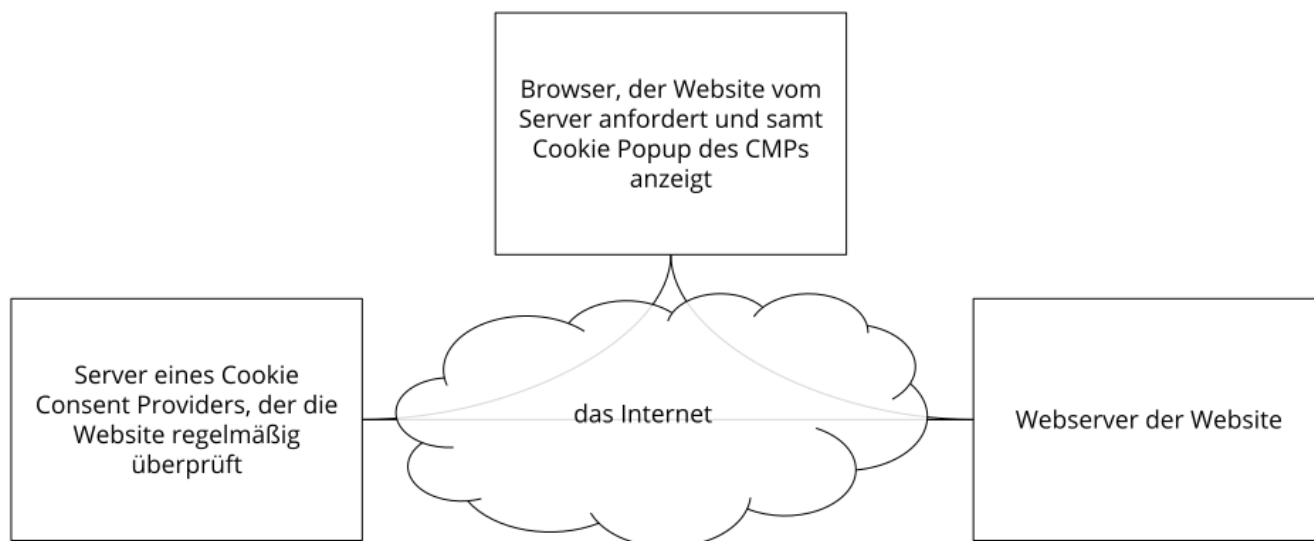 Browser, der Website vom
Server anfordert und samt
Cookie Popup des CMPs
anzeigt
Server eines Cookie
Consent Providers, der die
Website regelmäßig
überprüft
das Internet
Webserver der Website